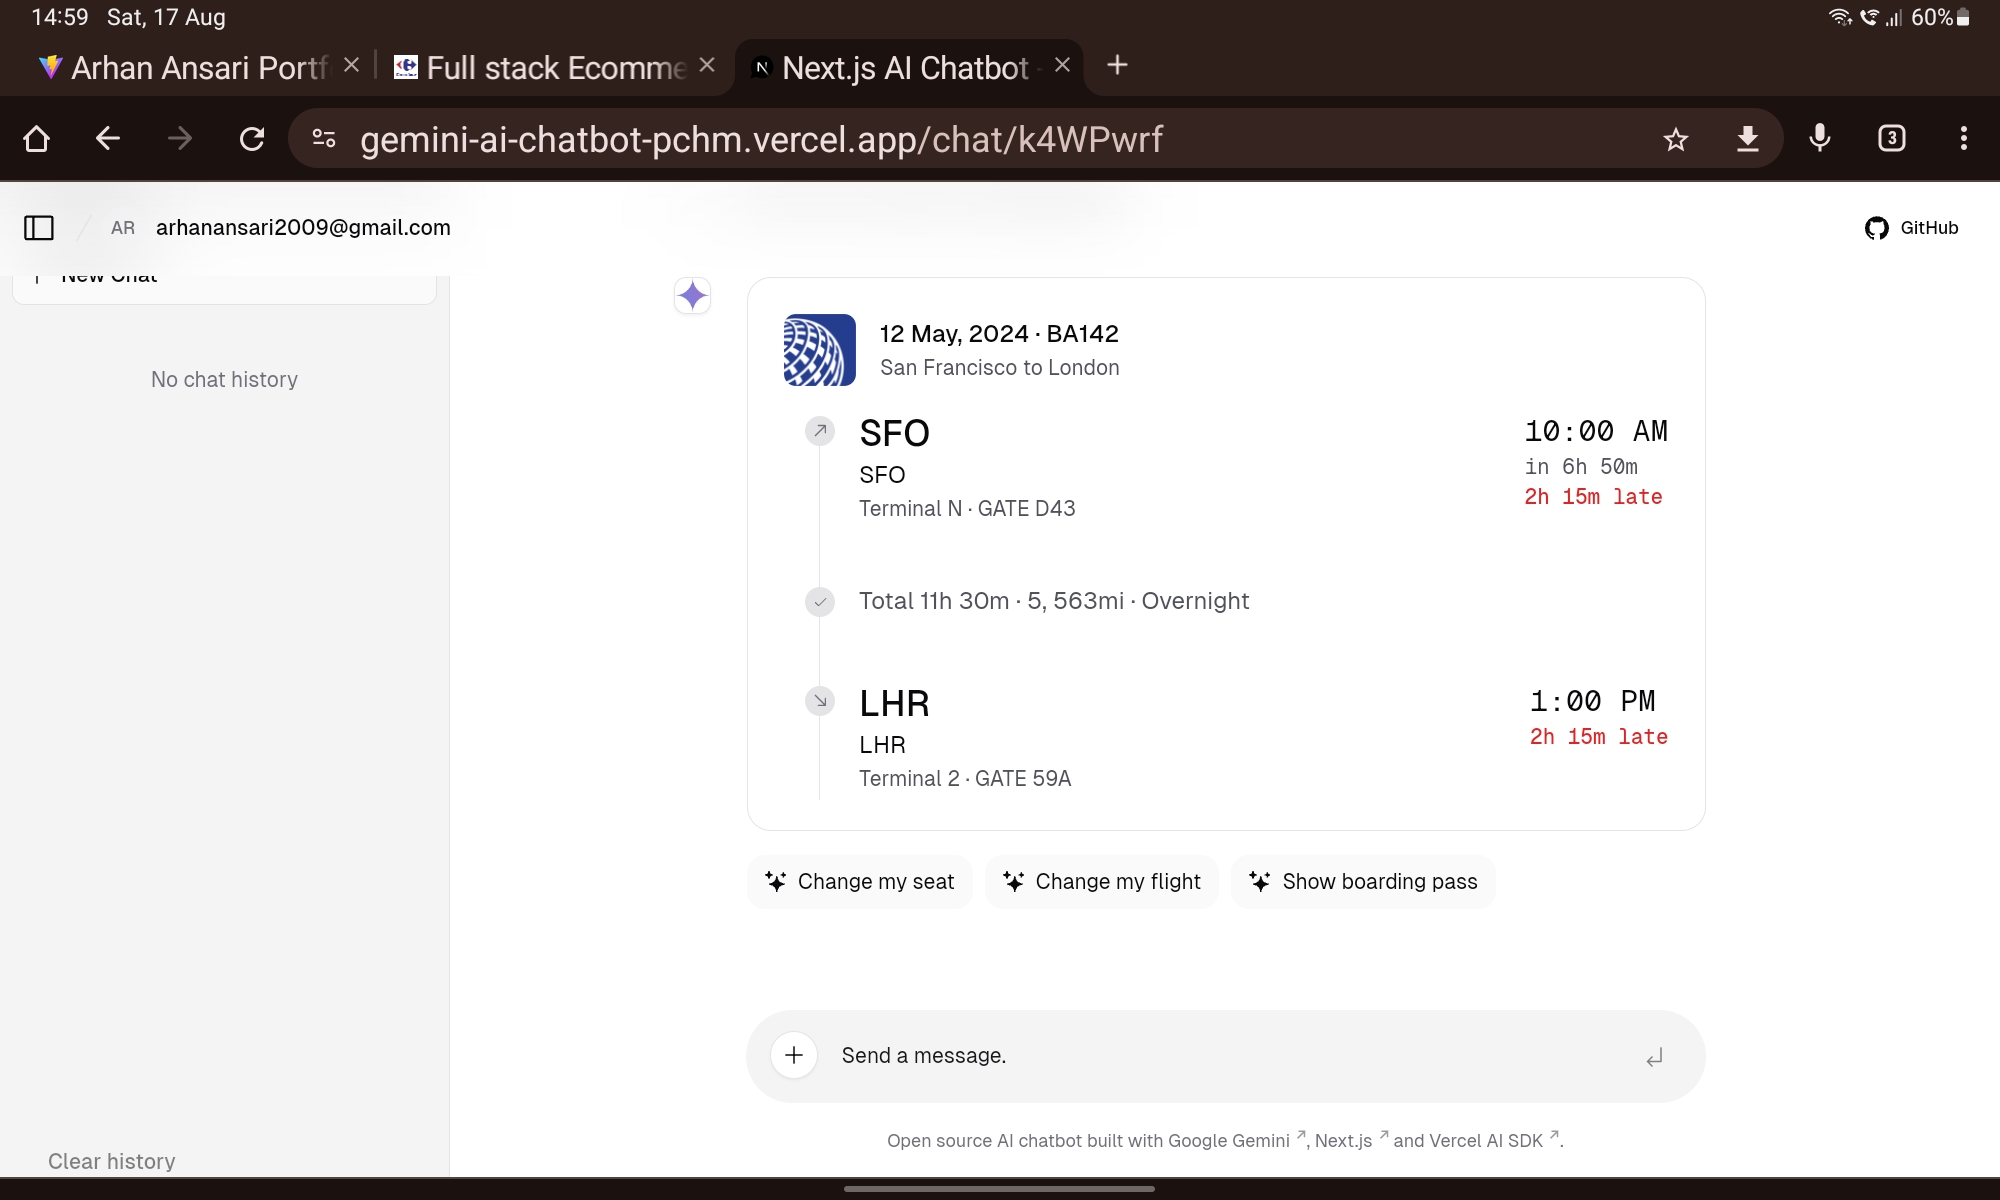 14:59 Sat, 17 Aug
60%
Arhan Ansari Portf
Full stack Ecomme
Next.js AI Chatbot -
3
gemini-ai-chatbot-pchm.vercel.app/chat/k4WPwrf
AR arhanansari2009@gmail.com
GitHub
New Chat
No chat history
12 May, 2024 · BA142
San Francisco to London
SFO
10:00 AM
SFO
in 6h 50m
2h 15m late
Terminal N · GATE D43
Total 11h 30m · 5, 563mi · Overnight
LHR
1:00 PM
LHR
2h 15m late
Terminal 2 · GATE 59A
Change my seat
Change my flight
Show boarding pass
Send a message.
Open source AI chatbot built with Google Gemini, Next.js and Vercel AI SDK.
Clear history